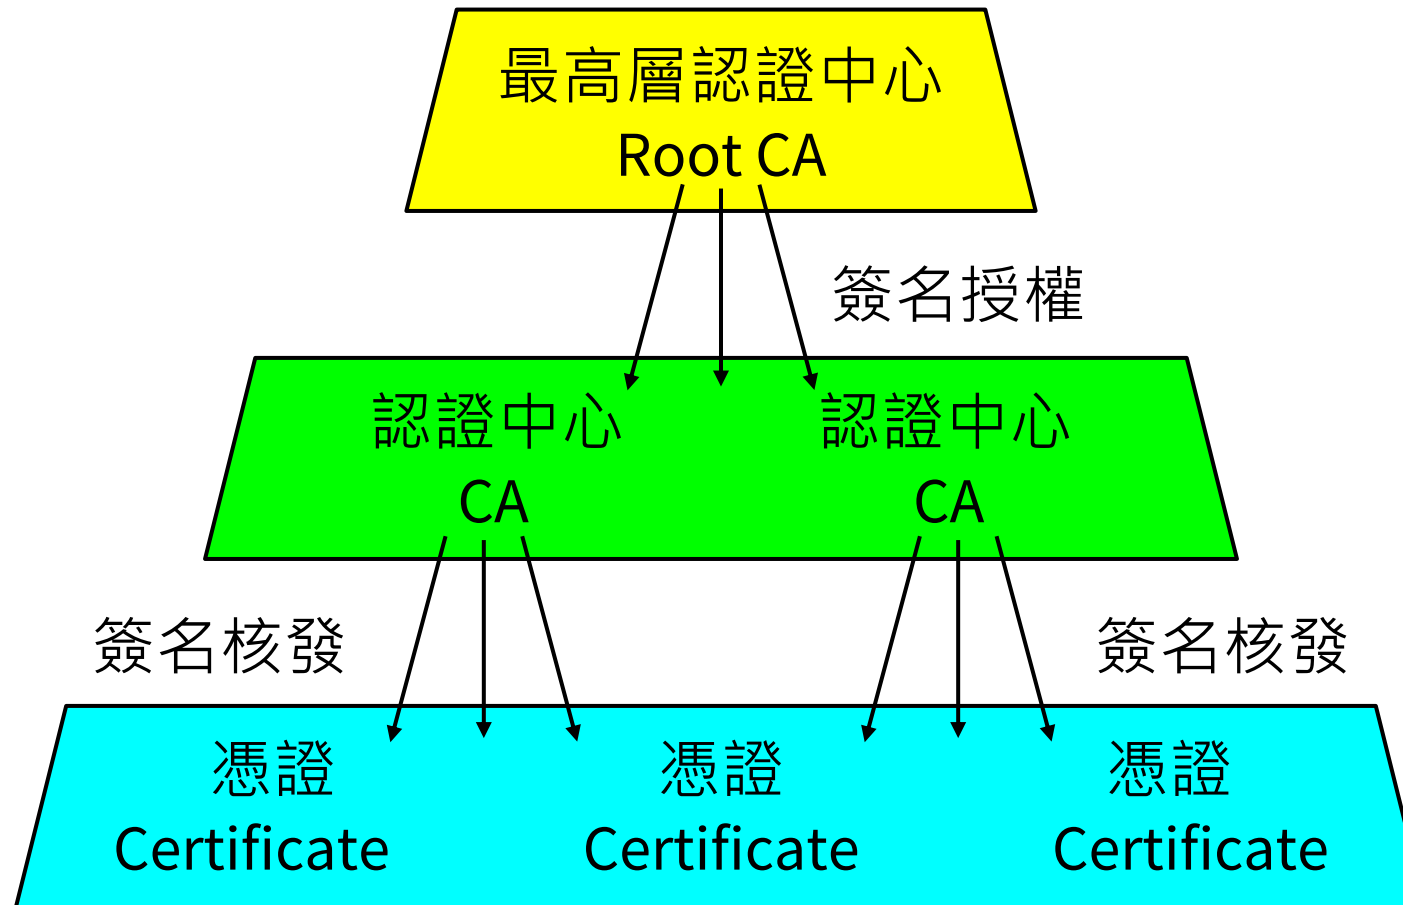 最高層認證中心
Root CA
簽名授權
認證中心 認證中心
CA CA
簽名核發 簽名核發
憑證 憑證 憑證
Certificate Certificate Certificate